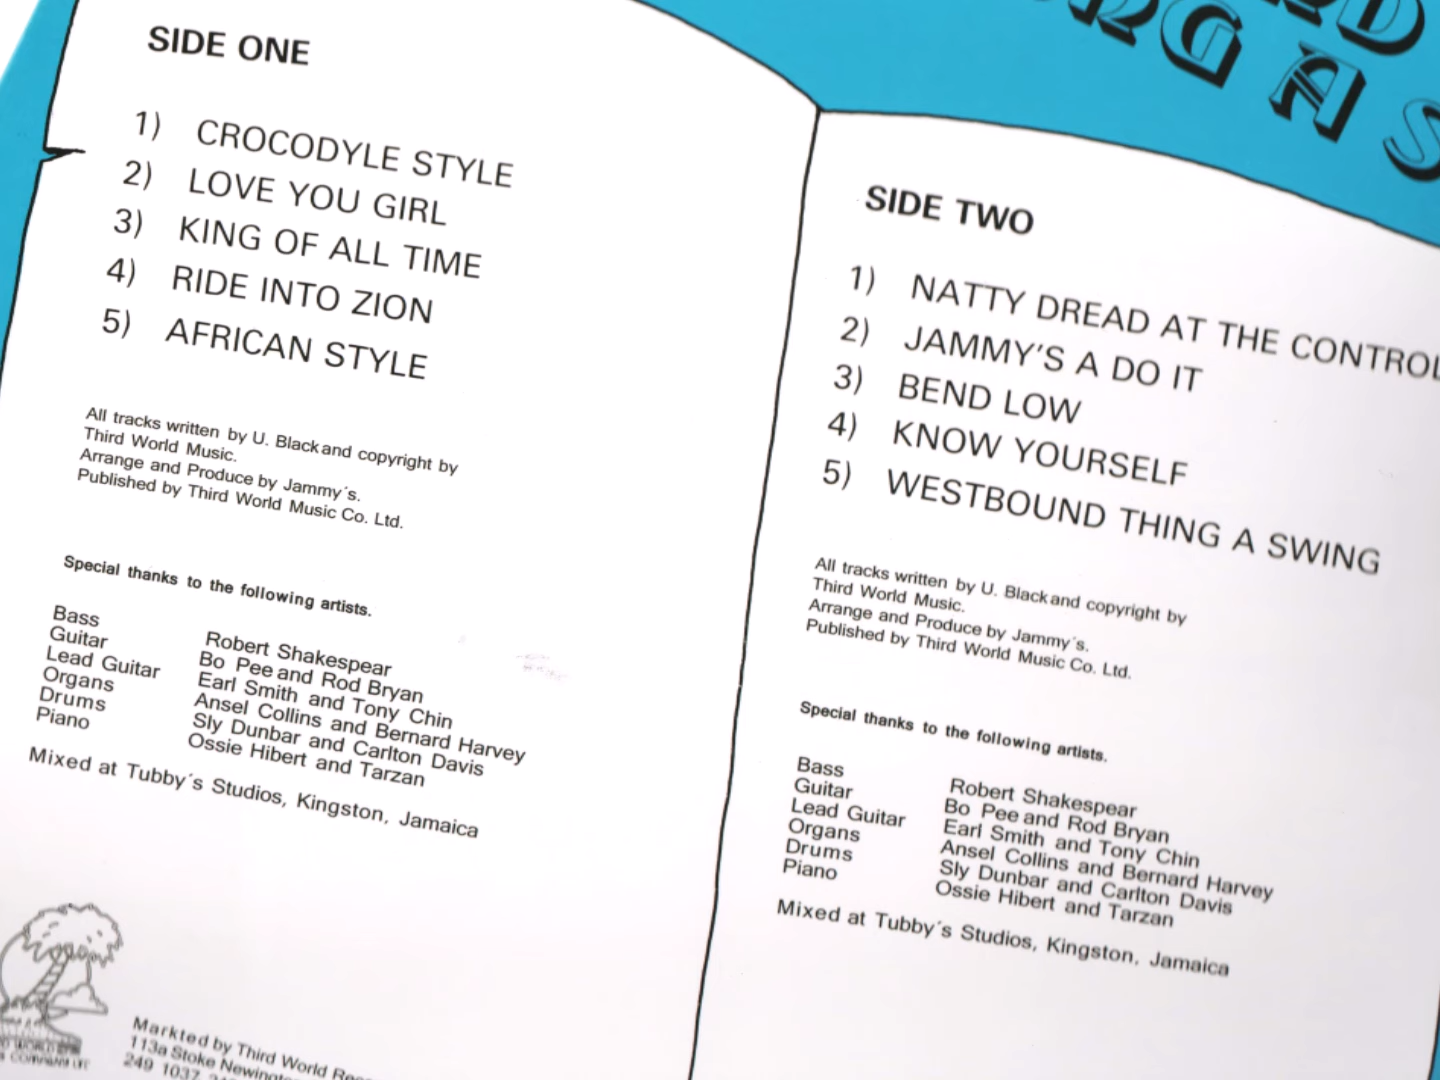 SIDE ONE
1) CROCODYLE STYLE
2) LOVE YOU GIRL
3) KING OF ALL TIME
4) RIDE INTO ZION
5) AFRICAN STYLE
All tracks written by U. Black and copyright by
Third World Music.
Arrange and Produce by Jammy´s.
Published by Third World Music Co. Ltd.
Special thanks to the following artists.
Bass Robert Shakespear
Guitar Bo Pee and Rod Bryan
Lead Guitar Earl Smith and Tony Chin
Organs Ansel Collins and Bernard Harvey
Drums Sly Dunbar and Carlton Davis
Piano Ossie Hibert and Tarzan
Mixed at Tubby´s Studios, Kingston, Jamaica
Markted by Third World
113a Stoke Newington
249 1037
SIDE TWO
1) NATTY DREAD AT THE CONTROL
2) JAMMY'S A DO IT
3) BEND LOW
4) KNOW YOURSELF
5) WESTBOUND THING A SWING
All tracks written by U. Black and copyright by
Third World Music.
Arrange and Produce by Jammy´s.
Published by Third World Music Co. Ltd.
Special thanks to the following artists.
Bass Robert Shakespear
Guitar Bo Pee and Rod Bryan
Lead Guitar Earl Smith and Tony Chin
Organs Ansel Collins and Bernard Harvey
Drums Sly Dunbar and Carlton Davis
Piano Ossie Hibert and Tarzan
Mixed at Tubby´s Studios, Kingston, Jamaica